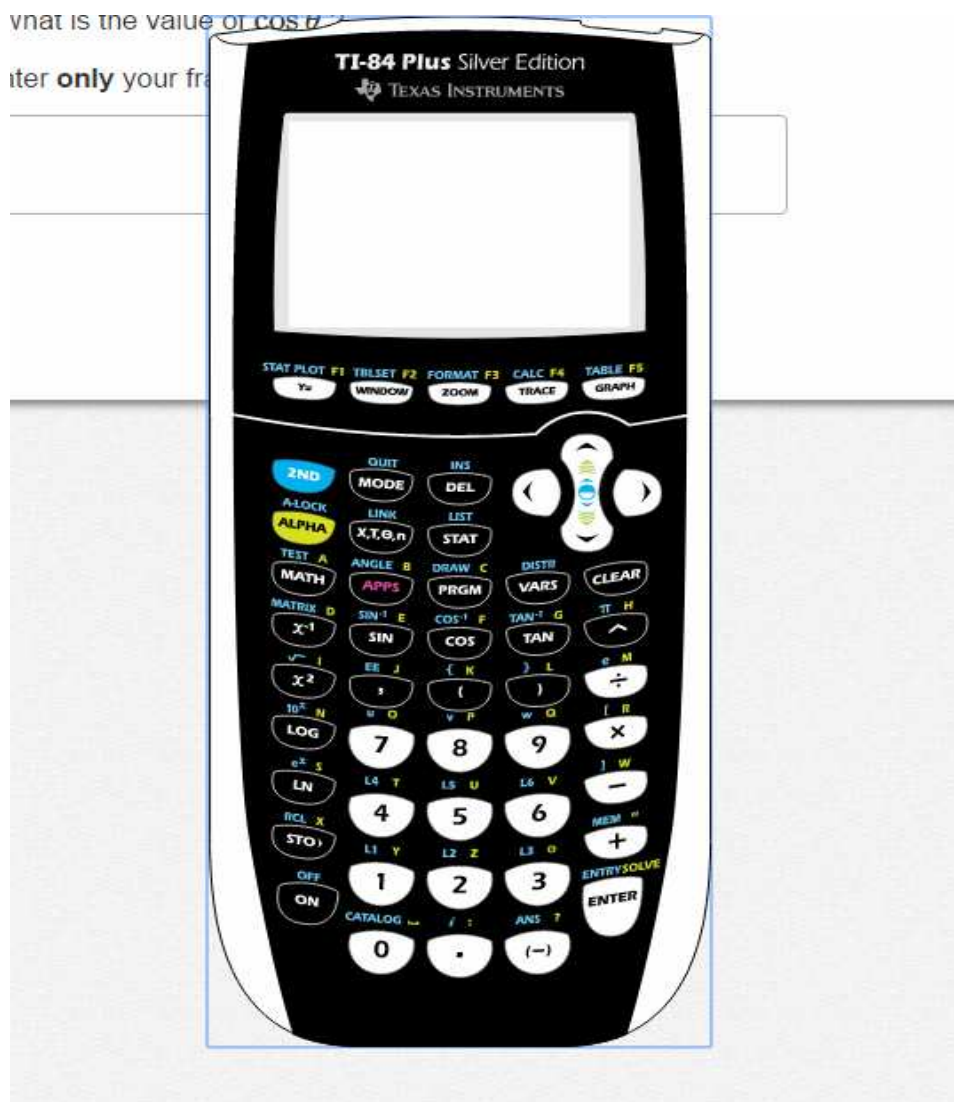 What is the value of cos θ ?
nter only your fra
TI-84 Plus Silver Edition
TEXAS INSTRUMENTS
STAT PLOT F1 TBLSET F2 FORMAT F3 CALC F4 TABLE F5
Y= WINDOW ZOOM TRACE GRAPH
QUIT INS
2ND MODE DEL
A-LOCK LINK LIST
ALPHA X,T,Θ,n STAT
TEST A ANGLE B DRAW C DISTR
MATH APPS PRGM VARS CLEAR
MATRIX D SIN-1 E COS-1 F TAN-1 G π H
x-1 SIN COS TAN ^
√ I EE J { K } L e M
x2 , ( ) ÷
10x N u O v P w Q [ R
LOG 7 8 9 ×
ex S L4 T L5 U L6 V ] W
LN 4 5 6 −
RCL X L1 Y L2 Z L3 Θ MEM "
STO› 1 2 3 +
OFF CATALOG i : ANS ? ENTRY SOLVE
ON 0 . (−) ENTER